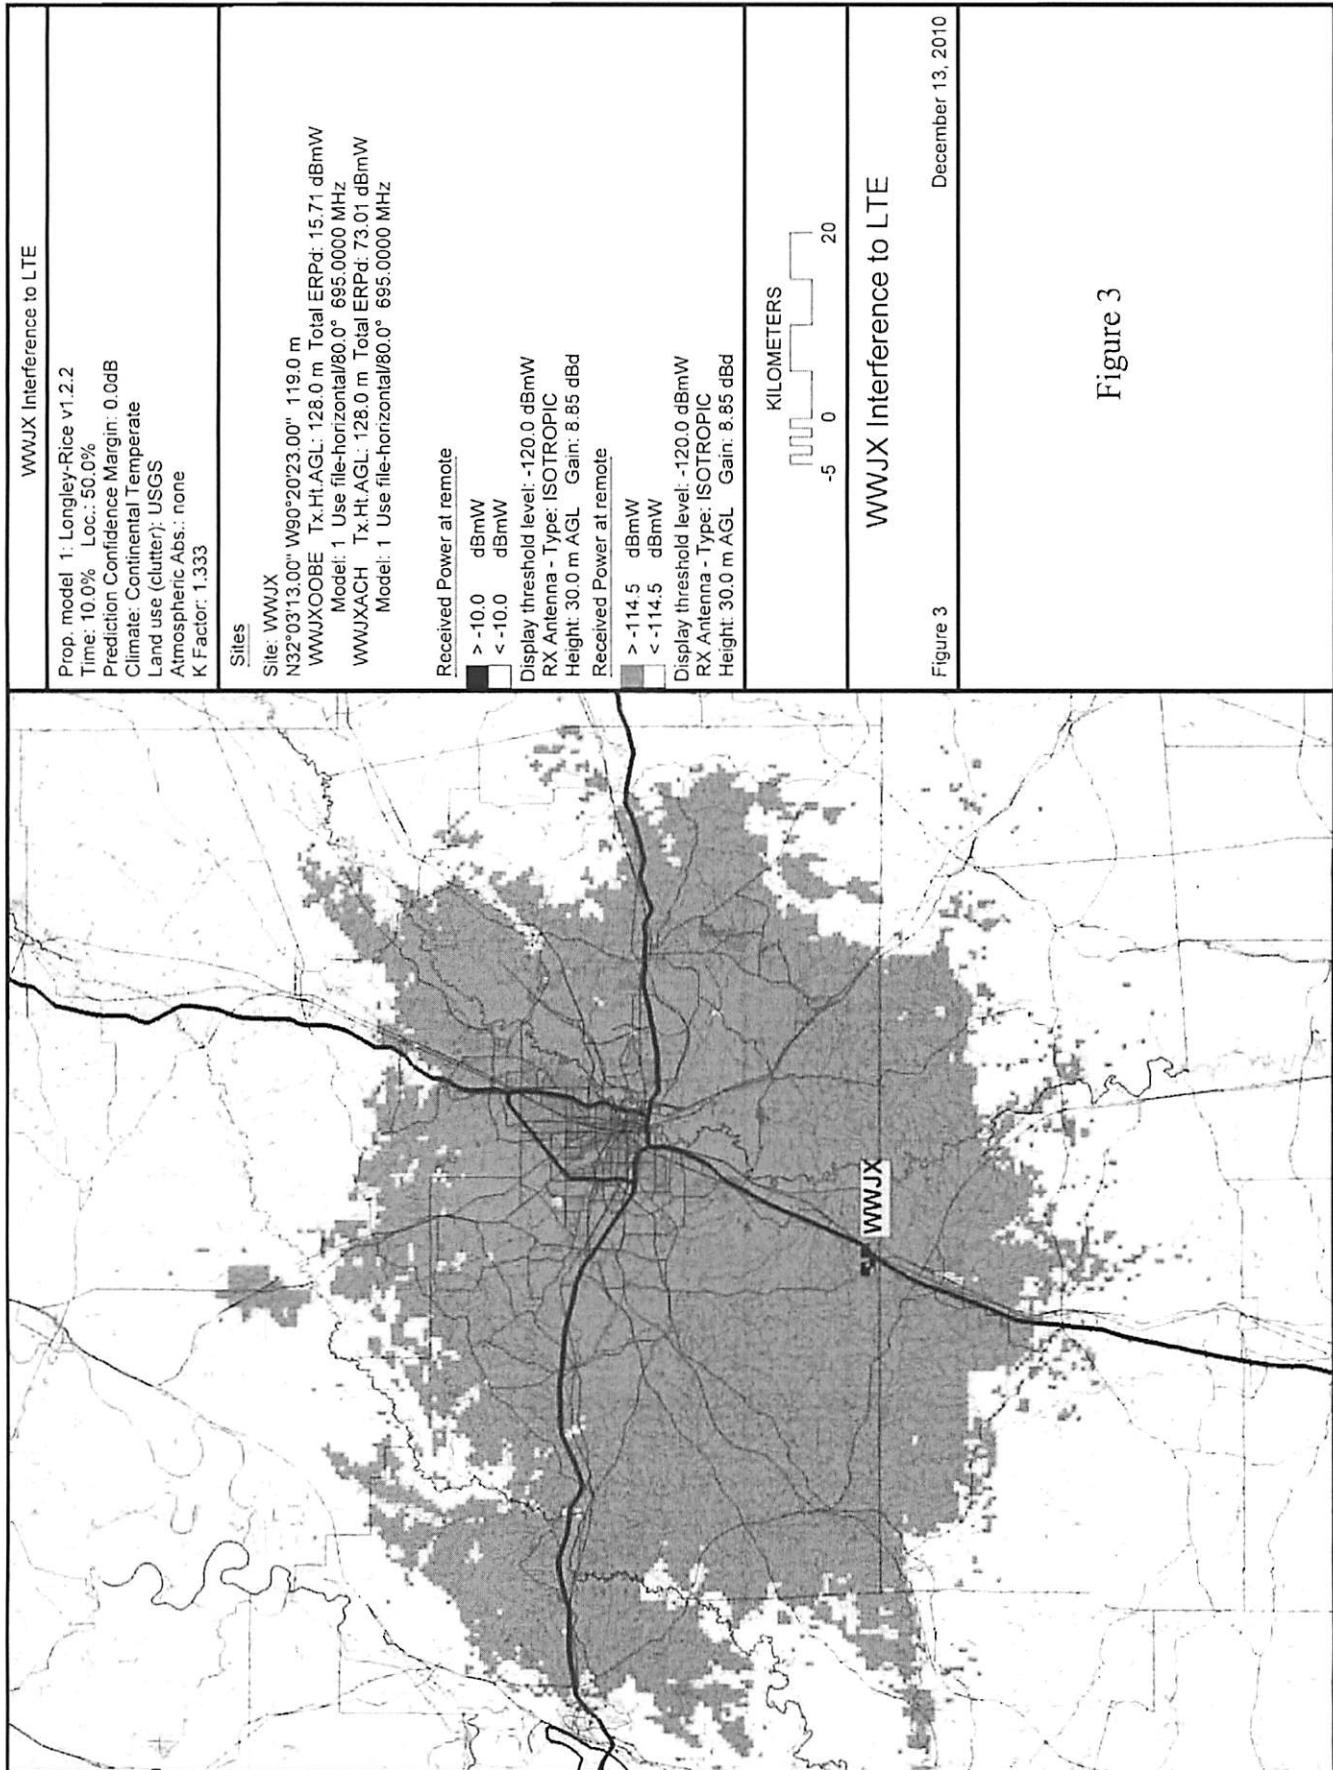 WWJX Interference to LTE
Prop. model 1: Longley-Rice v1.2.2
Time: 10.0% Loc.: 50.0%
Prediction Confidence Margin: 0.0dB
Climate: Continental Temperate
Land use (clutter): USGS
Atmospheric Abs.: none
K Factor: 1.333
Sites
Site: WWJX
N32°03'13.00" W90°20'23.00" 119.0 m
WWJXOOBE Tx.Ht.AGL: 128.0 m Total ERPd: 15.71 dBmW
Model: 1 Use file-horizontal/80.0° 695.0000 MHz
WWJXACH Tx.Ht.AGL: 128.0 m Total ERPd: 73.01 dBmW
Model: 1 Use file-horizontal/80.0° 695.0000 MHz
Received Power at remote
> -10.0 dBmW
< -10.0 dBmW
Display threshold level: -120.0 dBmW
RX Antenna - Type: ISOTROPIC
Height: 30.0 m AGL Gain: 8.85 dBd
Received Power at remote
> -114.5 dBmW
< -114.5 dBmW
Display threshold level: -120.0 dBmW
RX Antenna - Type: ISOTROPIC
Height: 30.0 m AGL Gain: 8.85 dBd
KILOMETERS
-5 0 20
WWJX Interference to LTE
Figure 3 December 13, 2010
Figure 3
WWJX